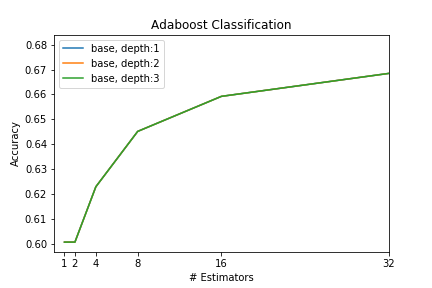 Adaboost Classification
base, depth:1
base, depth:2
base, depth:3
Accuracy
0.68
0.67
0.66
0.65
0.64
0.63
0.62
0.61
0.60
1 2 4 8 16 32
# Estimators